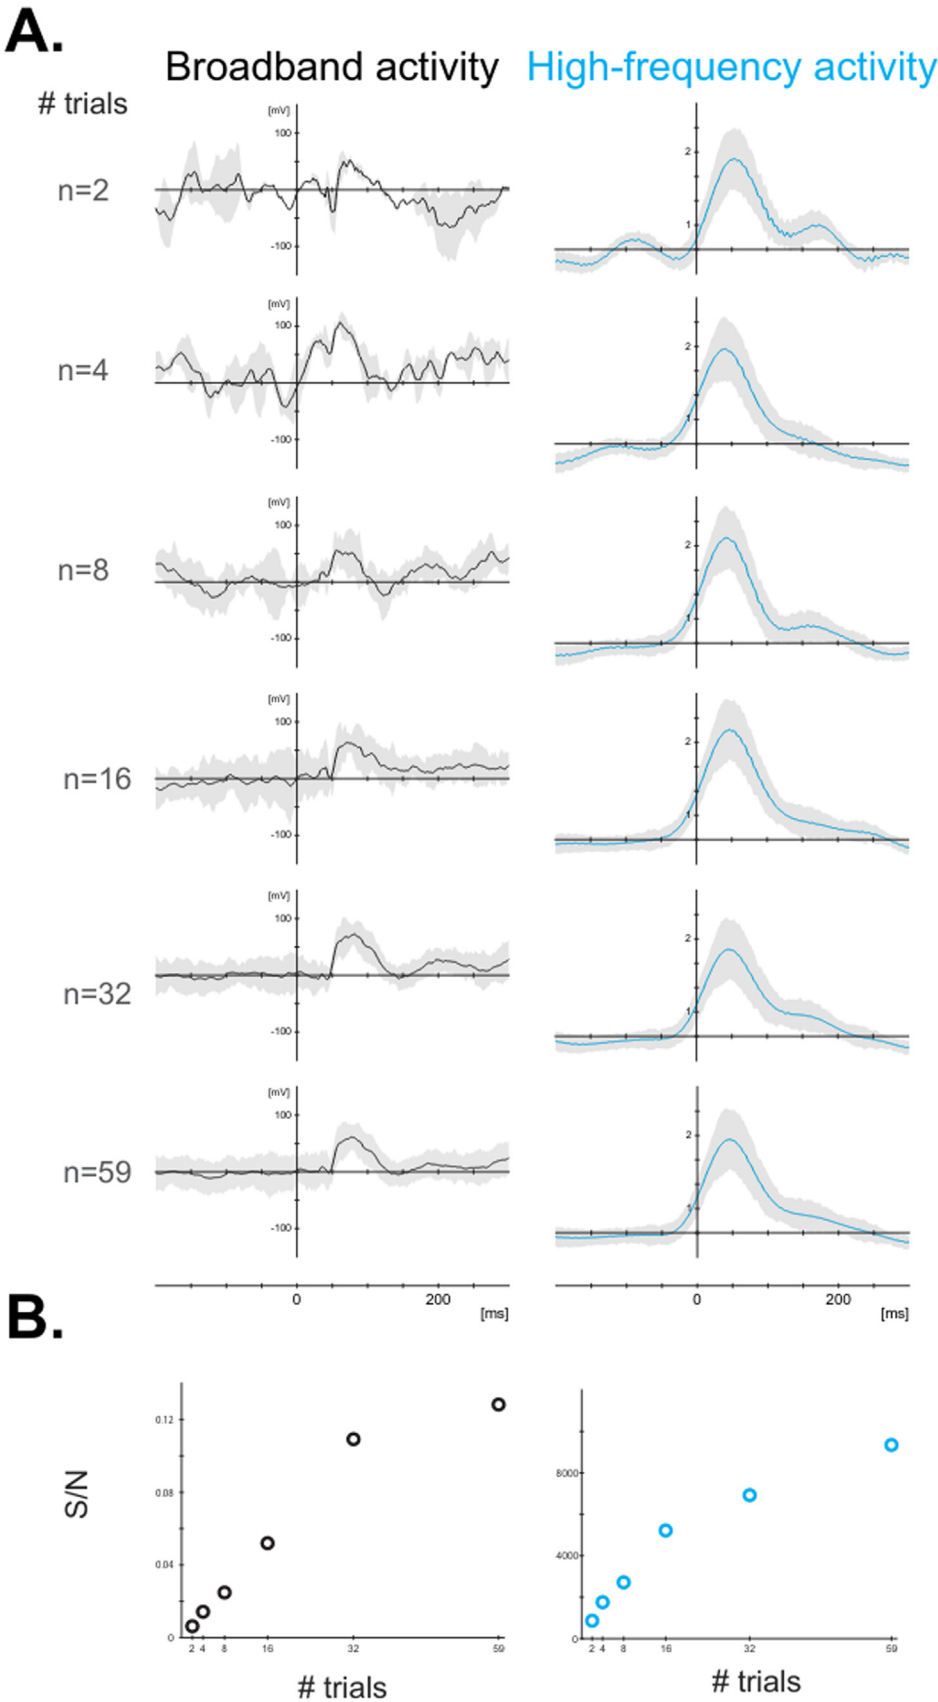 A.
Broadband activity High-frequency activity
# trials
[mV]
100
-100
2
1
n=2
[mV]
100
-100
2
1
n=4
[mV]
100
-100
2
1
n=8
[mV]
100
-100
2
1
n=16
[mV]
100
-100
2
1
n=32
[mV]
100
-100
2
1
n=59
0 200 [ms]
0 200 [ms]
B.
S/N
0.12
0.08
0.04
0
2 4 8 16 32 59
# trials
8000
4000
0
2 4 8 16 32 59
# trials